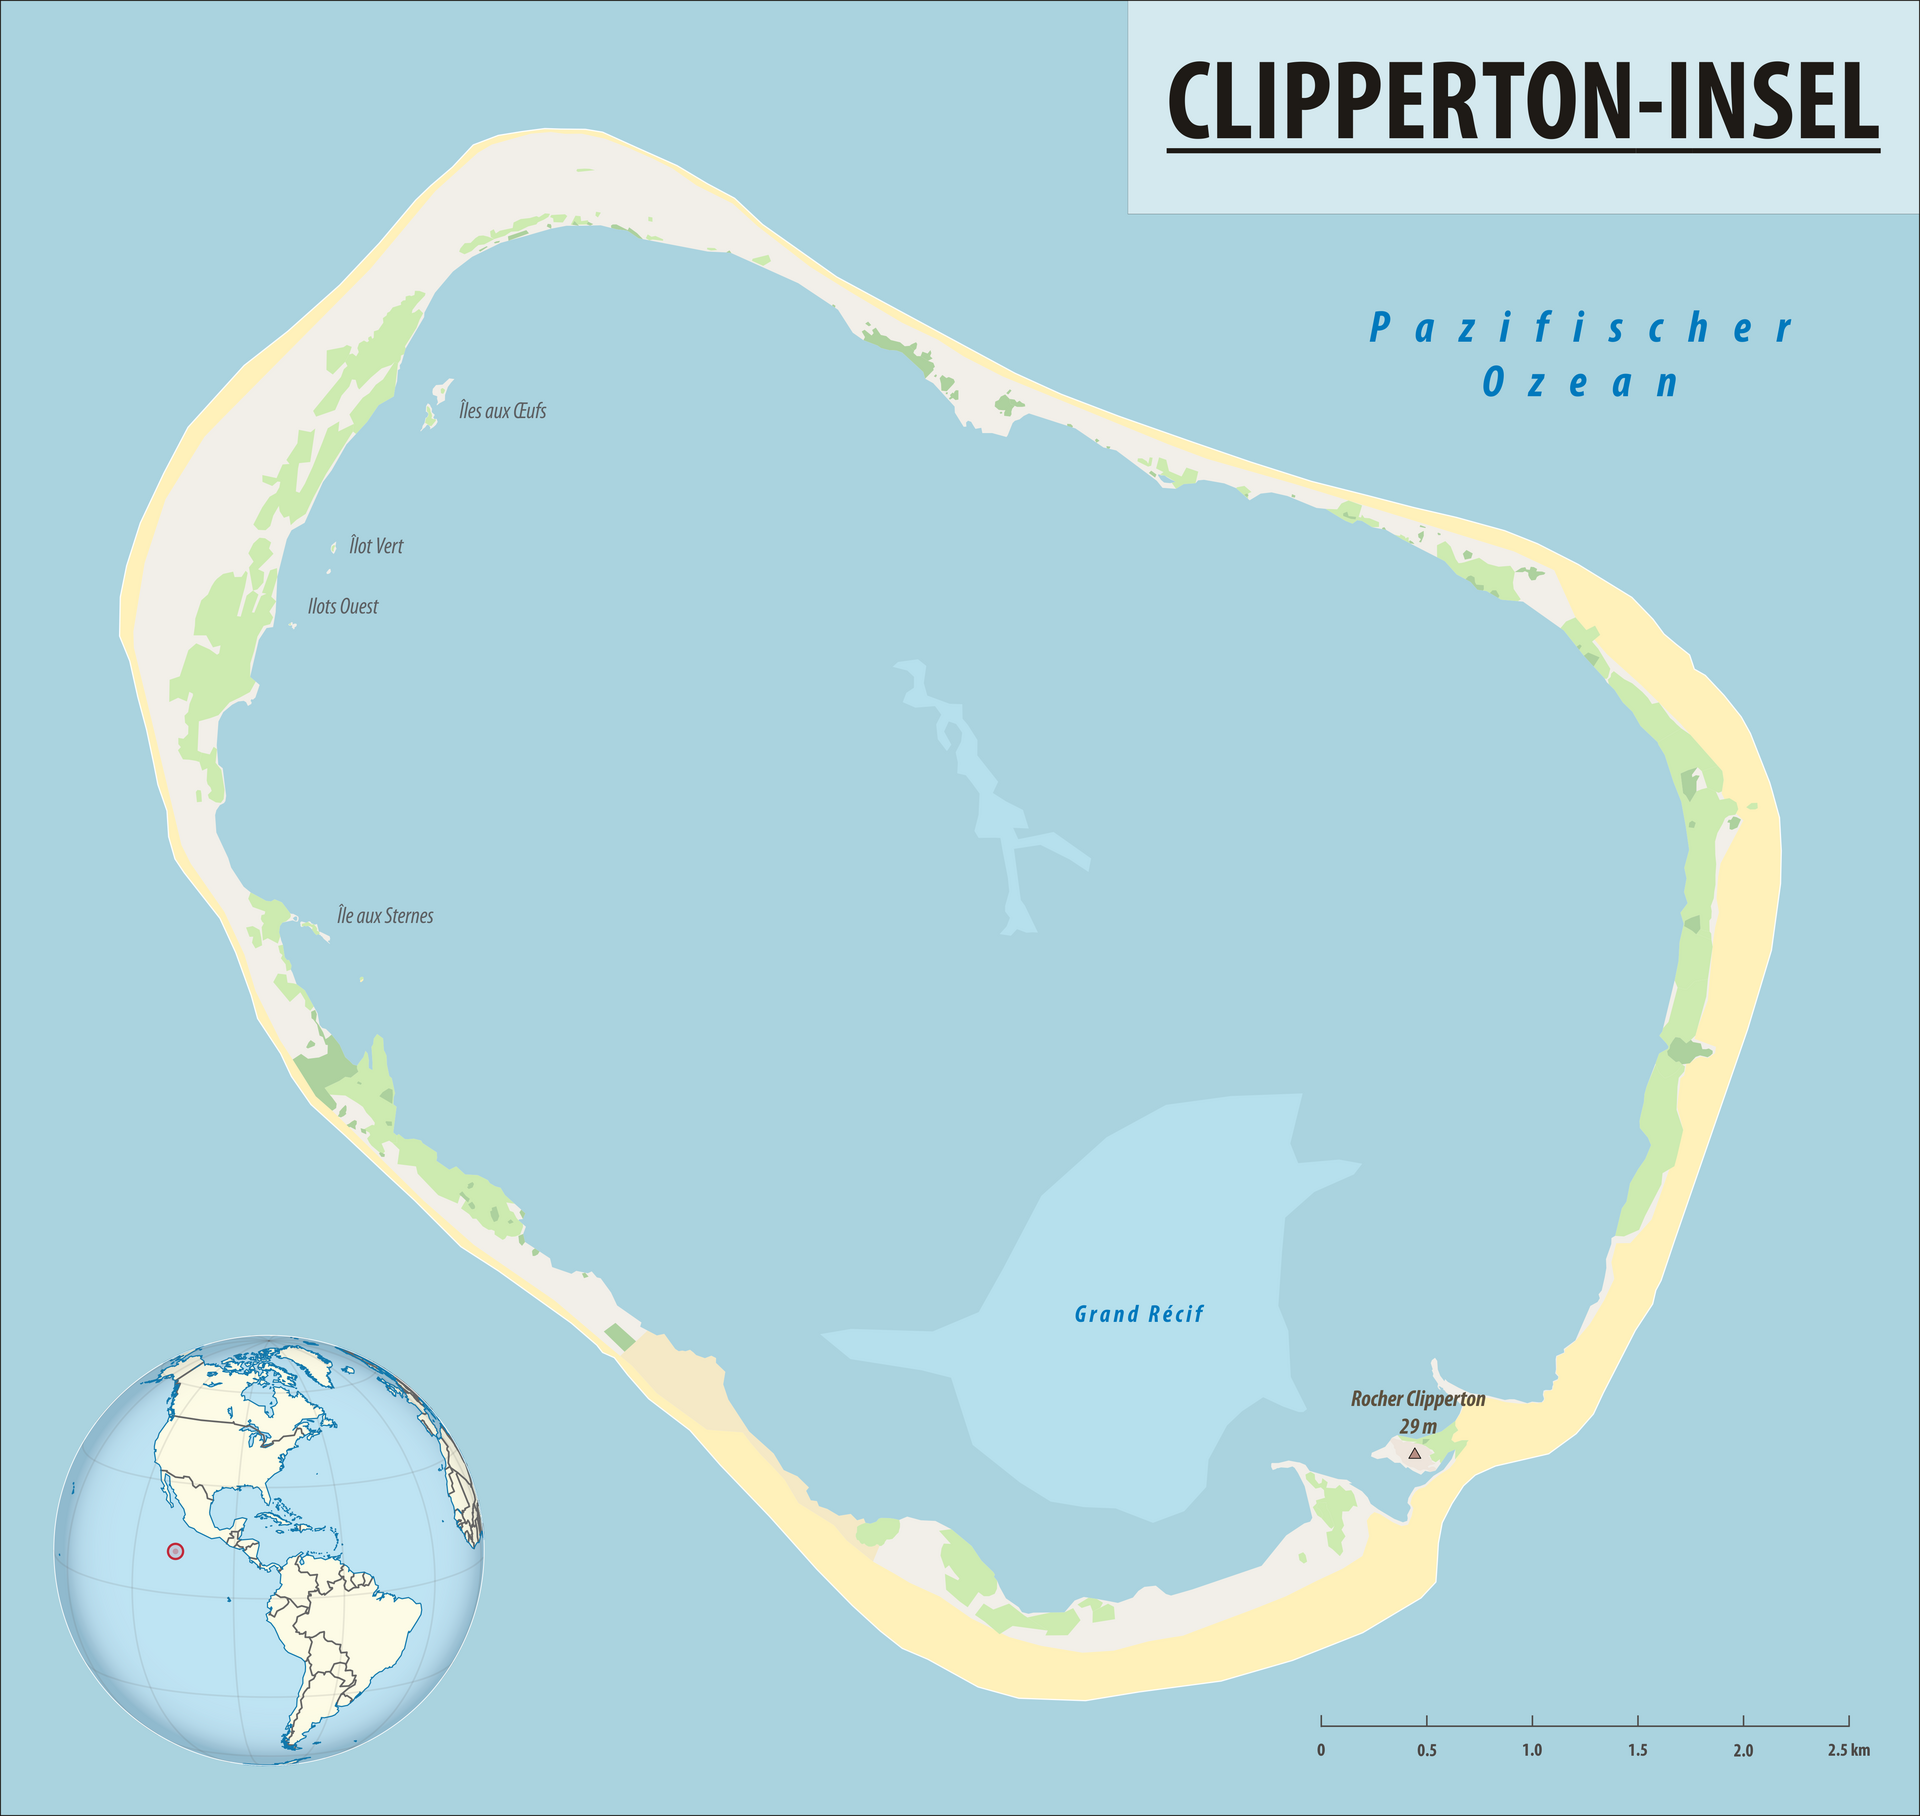 CLIPPERTON-INSEL
Pazifischer
Ozean
Îles aux Œufs
Îlot Vert
Ilots Ouest
Île aux Sternes
Grand Récif
Rocher Clipperton
29 m
0 0.5 1.0 1.5 2.0 2.5 km